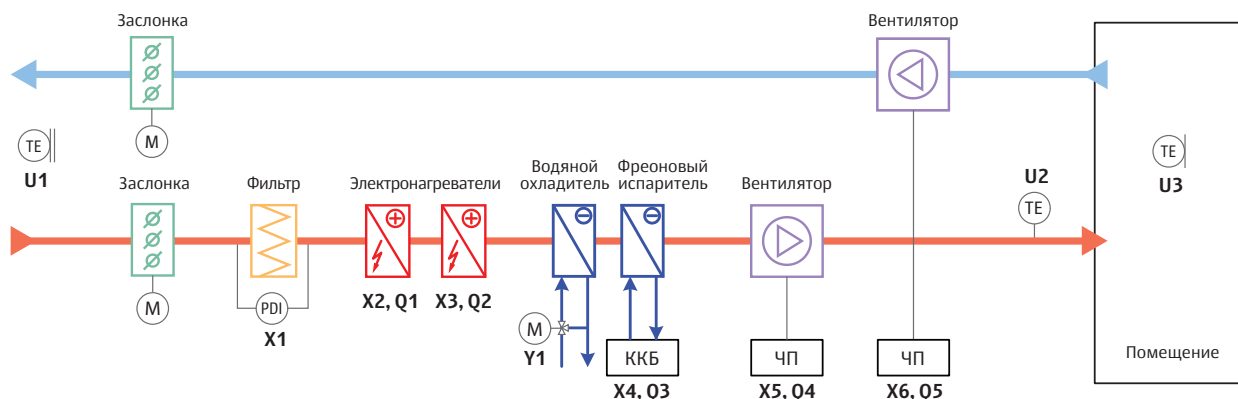 Заслонка
Вентилятор
M
TE
U1
TE
U3
Заслонка
Фильтр
Электронагреватели
Водяной
охладитель
Фреоновый
испаритель
Вентилятор
U2
TE
M
PDI
X1
X2, Q1
X3, Q2
M
Y1
ККБ
X4, Q3
ЧП
X5, Q4
ЧП
X6, Q5
Помещение